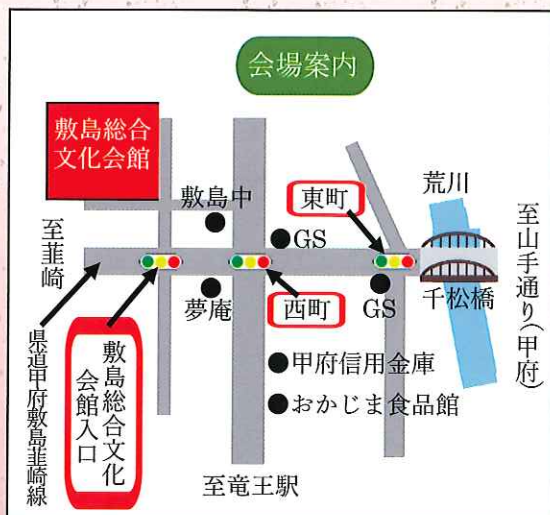 会場案内
敷島総合
文化会館
敷島中
東町
荒川
GS
至韮崎
至山手通り(甲府)
夢庵
西町
GS
千松橋
県道甲府敷島韮崎線
敷島総合文化
会館入口
甲府信用金庫
おかじま食品館
至竜王駅